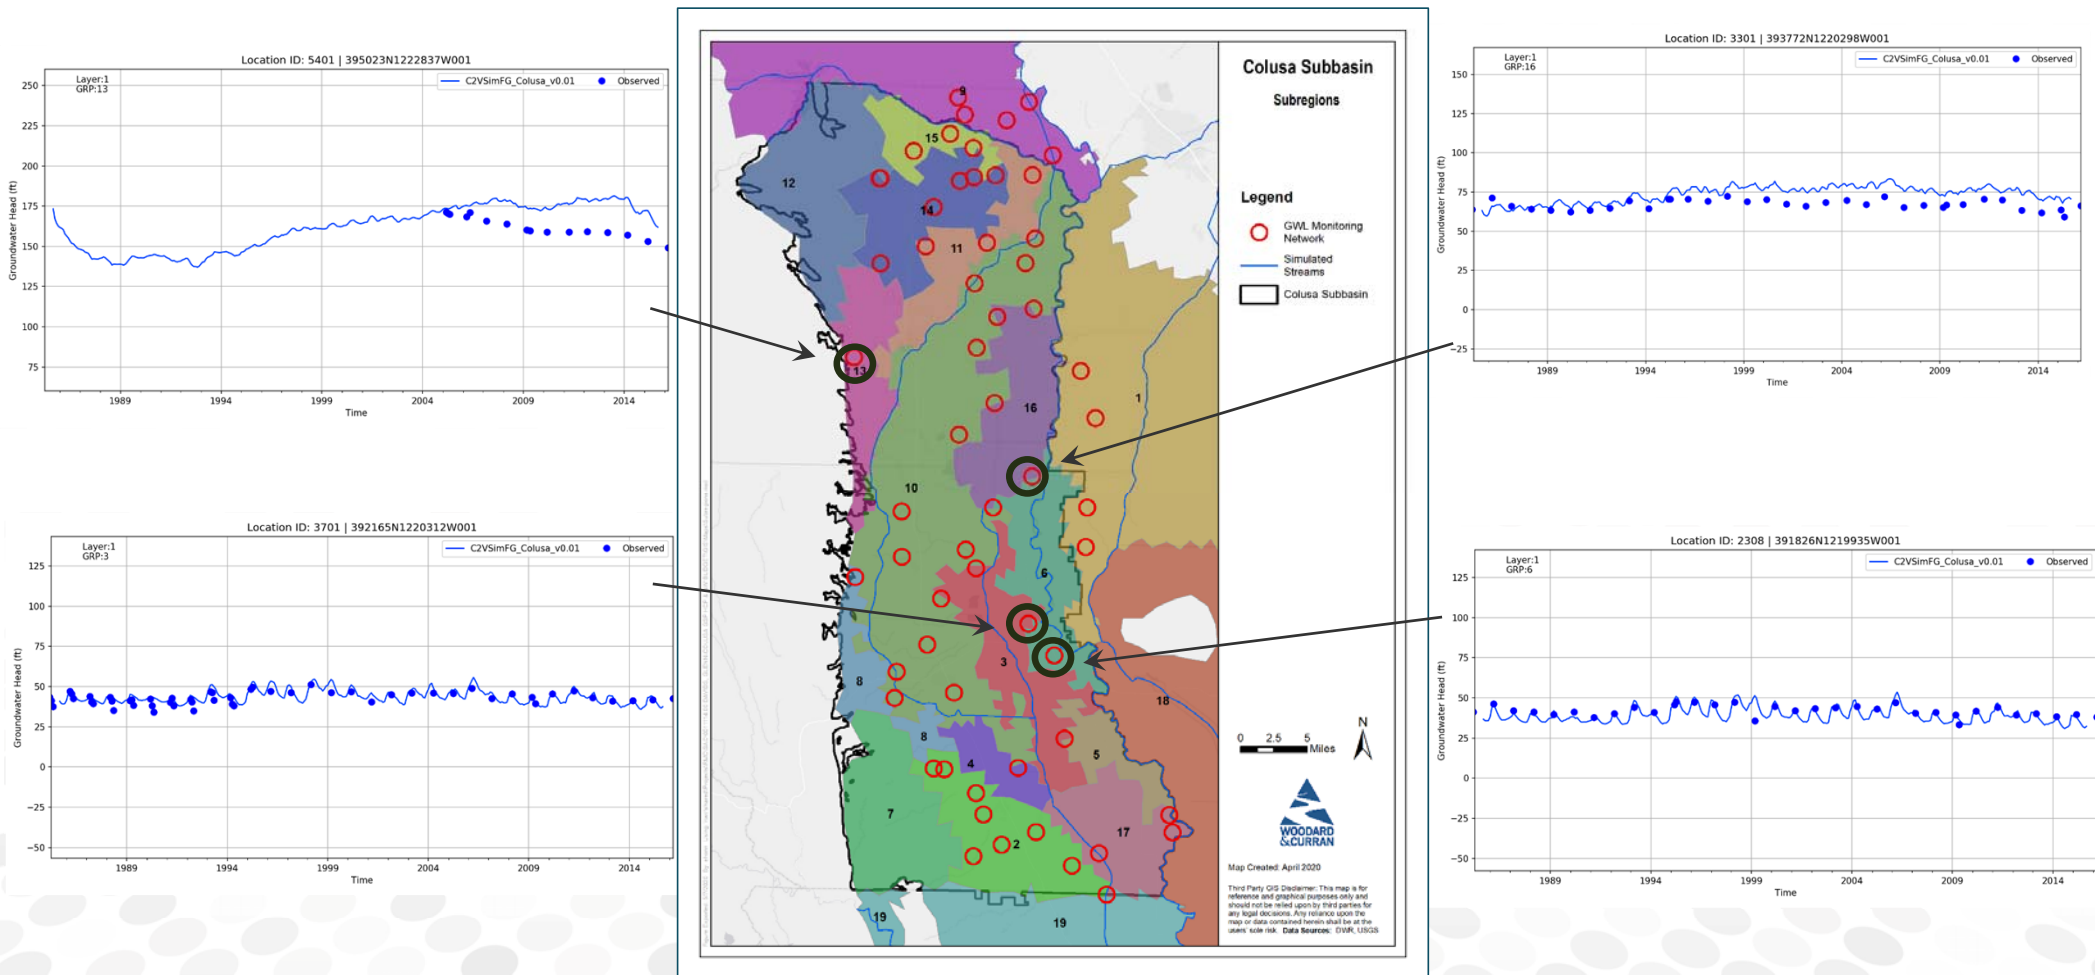 Location ID: 5401 | 395023N1222837W001
Layer:1
GRP:13
C2VSimFG_Colusa_v0.01
Observed
Groundwater Head (ft)
250
225
200
175
150
125
100
75
1989
1994
1999
2004
2009
2014
Time
Location ID: 3701 | 392165N1220312W001
Layer:1
GRP:3
C2VSimFG_Colusa_v0.01
Observed
Groundwater Head (ft)
125
100
75
50
25
0
−25
−50
1989
1994
1999
2004
2009
2014
Time
9
15
12
14
11
13
16
1
10
6
3
8
18
8
4
5
7
2
17
19
19
Colusa Subbasin
Subregions
Legend
GWL Monitoring
Network
Simulated
Streams
Colusa Subbasin
N
0 2.5 5
Miles
WOODARD
&CURRAN
Map Created: April 2020
Third Party GIS Disclaimer: This map is for
reference and graphical purposes only and
should not be relied upon by third parties for
any legal decisions. Any reliance upon the
map or data contained herein shall be at the
users' sole risk. Data Sources: DWR, USGS
Location ID: 3301 | 393772N1220298W001
Layer:1
GRP:16
C2VSimFG_Colusa_v0.01
Observed
Groundwater Head (ft)
150
125
100
75
50
25
0
−25
1989
1994
1999
2004
2009
2014
Time
Location ID: 2308 | 391826N1219935W001
Layer:1
GRP:6
C2VSimFG_Colusa_v0.01
Observed
Groundwater Head (ft)
125
100
75
50
25
0
−25
−50
1989
1994
1999
2004
2009
2014
Time